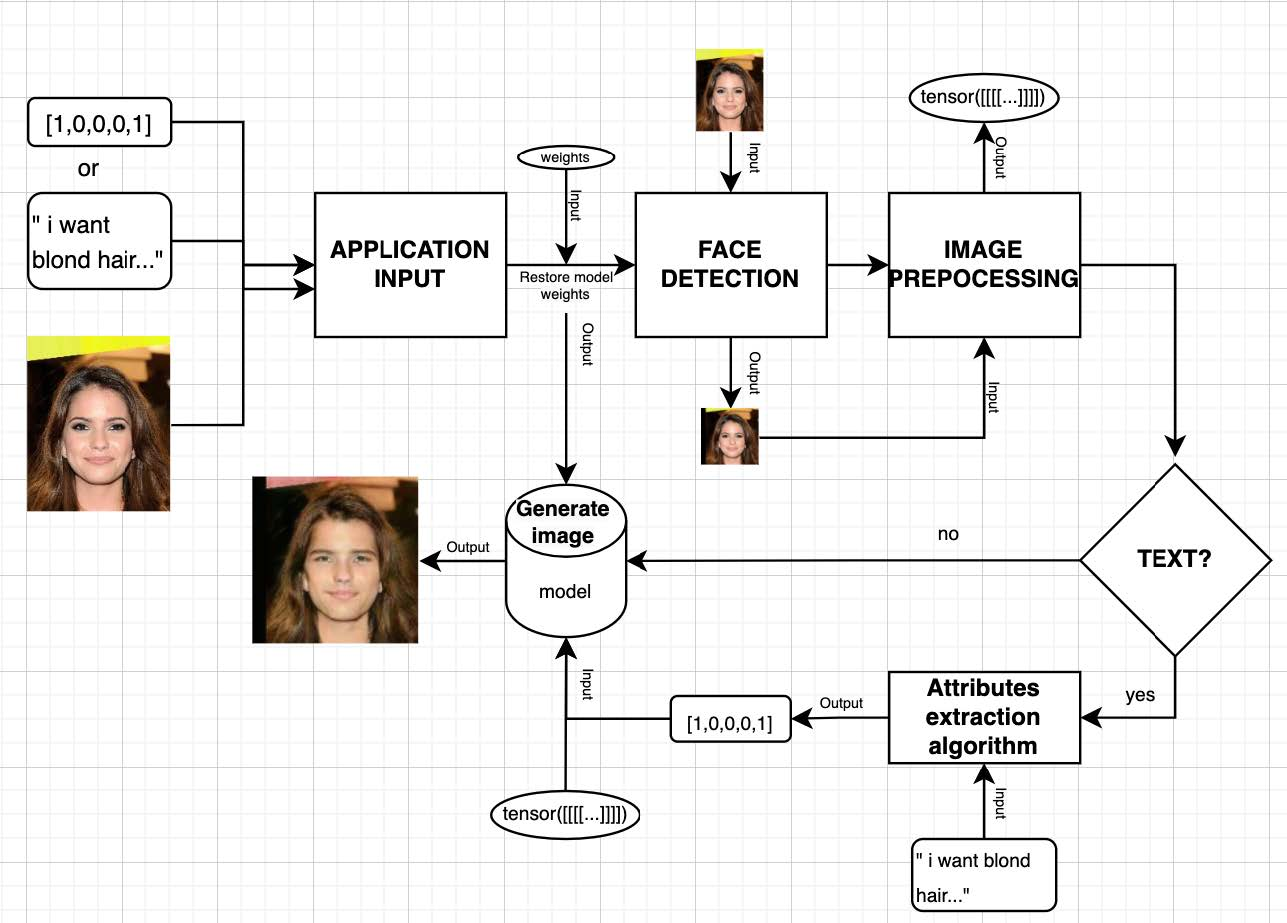 [1,0,0,0,1]
or
" i want
blond hair..."
APPLICATION
INPUT
weights
Input
Restore model
weights
Output
Input
FACE
DETECTION
Output
tensor([[[[...]]]])
Output
IMAGE
PREPOCESSING
Input
TEXT?
no
yes
Generate
image
model
Output
Input
[1,0,0,0,1]
Output
Attributes
extraction
algorithm
Input
" i want blond
hair..."
tensor([[[[...]]]])